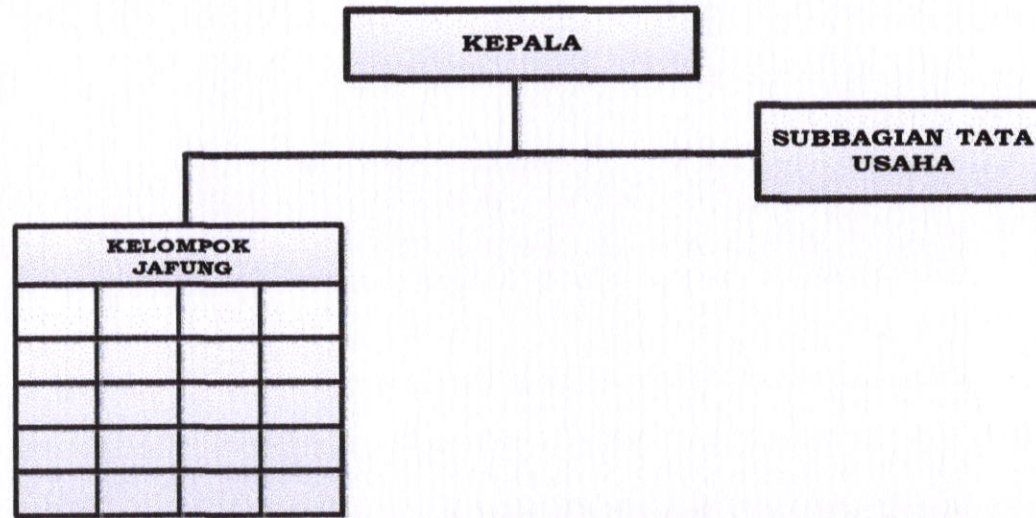 KEPALA
SUBBAGIAN TATA
USAHA
KELOMPOK
JAFUNG